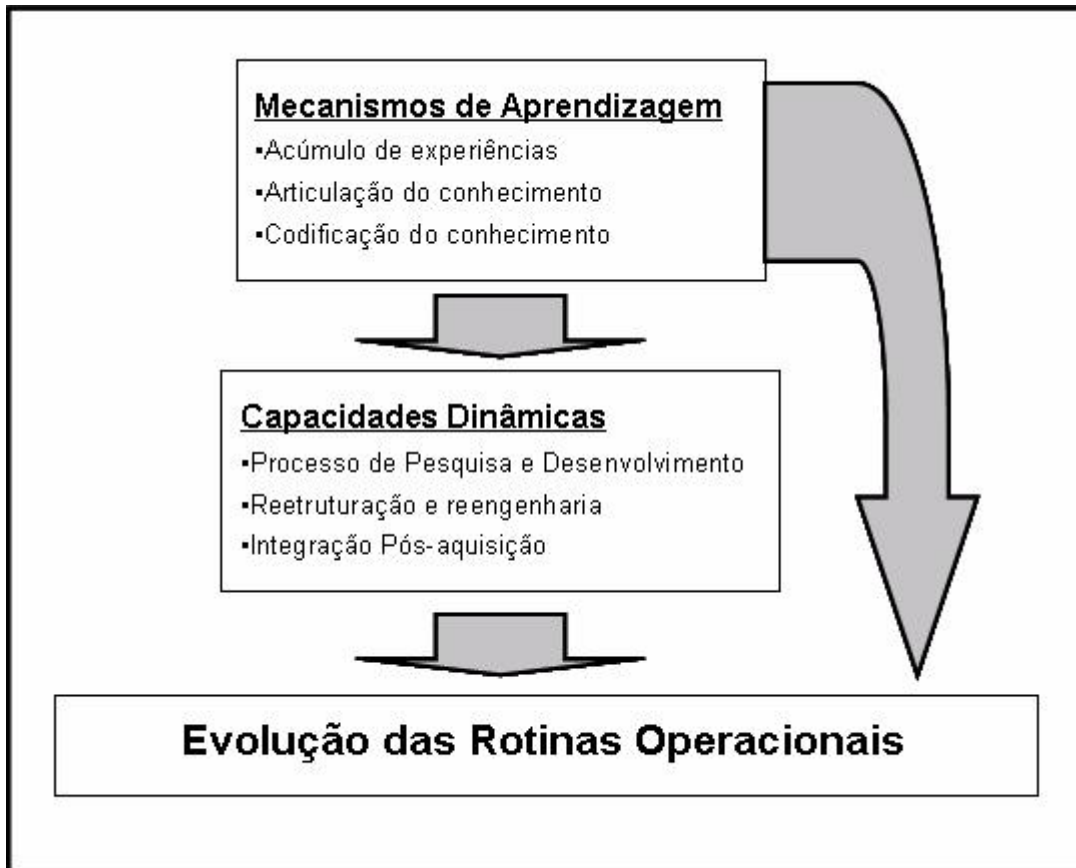 Mecanismos de Aprendizagem
▪Acúmulo de experiências
▪Articulação do conhecimento
▪Codificação do conhecimento
Capacidades Dinâmicas
▪Processo de Pesquisa e Desenvolvimento
▪Reetruturação e reengenharia
▪Integração Pós-aquisição
Evolução das Rotinas Operacionais